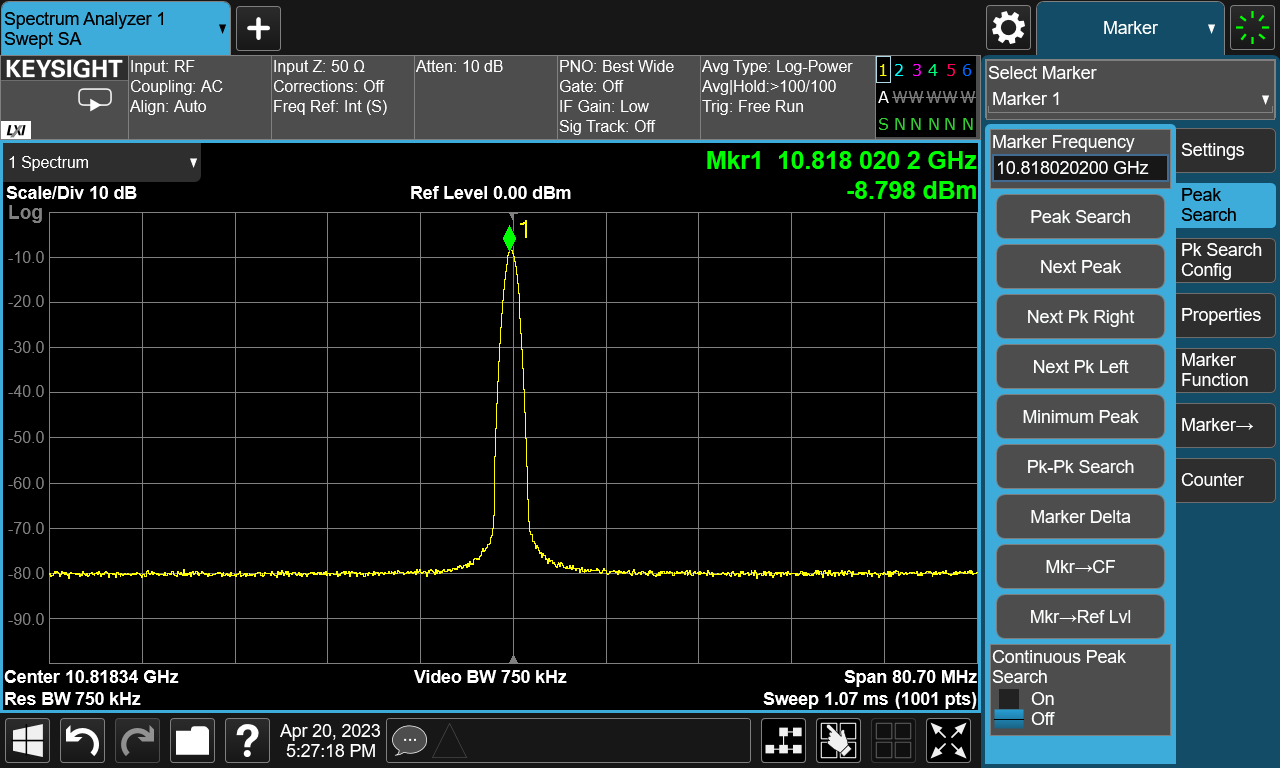 Spectrum Analyzer 1
Swept SA
Marker
KEYSIGHT
LXI
Input: RF
Coupling: AC
Align: Auto
Input Z: 50 Ω
Corrections: Off
Freq Ref: Int (S)
Atten: 10 dB
PNO: Best Wide
Gate: Off
IF Gain: Low
Sig Track: Off
Avg Type: Log-Power
Avg|Hold:>100/100
Trig: Free Run
1 2 3 4 5 6
A W W W W W
S N N N N N
1 Spectrum
Mkr1 10.818 020 2 GHz
-8.798 dBm
Scale/Div 10 dB
Ref Level 0.00 dBm
Log
1
-10.0
-20.0
-30.0
-40.0
-50.0
-60.0
-70.0
-80.0
-90.0
Center 10.81834 GHz
Video BW 750 kHz
Span 80.70 MHz
Res BW 750 kHz
Sweep 1.07 ms (1001 pts)
Apr 20, 2023
5:27:18 PM
Select Marker
Marker 1
Marker Frequency
10.818020200 GHz
Peak Search
Next Peak
Next Pk Right
Next Pk Left
Minimum Peak
Pk-Pk Search
Marker Delta
Mkr→CF
Mkr→Ref Lvl
Continuous Peak
Search
On
Off
Settings
Peak
Search
Pk Search
Config
Properties
Marker
Function
Marker→
Counter